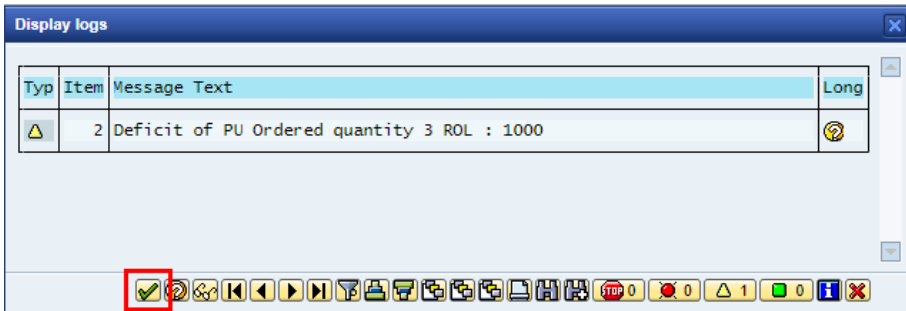 Display logs
Typ Item Message Text Long
2 Deficit of PU Ordered quantity 3 ROL : 1000
STOP 0 0 1 0